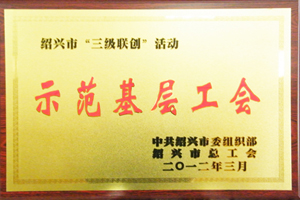 绍兴市“三级联创”活动
示范基层工会
中共绍兴市委组织部
绍兴市总工会
二〇一二年三月